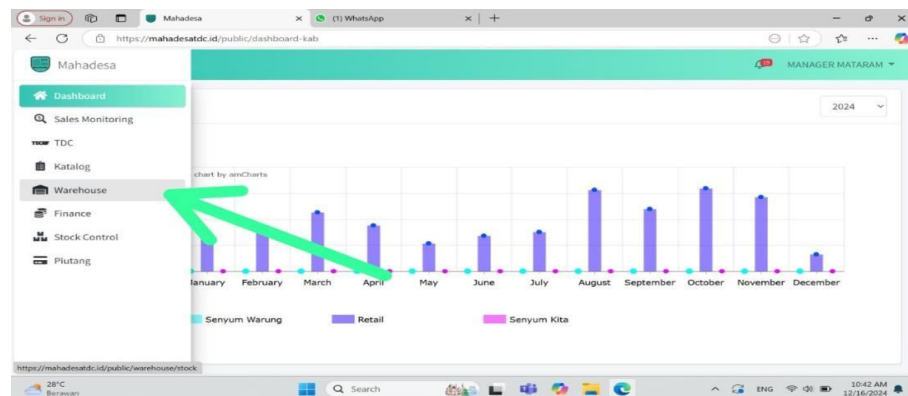 Sign in
Mahadesa
(1) WhatsApp
https://mahadesatdc.id/public/dashboard-kab
Mahadesa
15
MANAGER MATARAM
Dashboard
2024
Sales Monitoring
TDC
Katalog
chart by amCharts
Warehouse
Finance
Stock Control
Piutang
January February March April May June July August September October November December
Senyum Warung Retail Senyum Kita
https://mahadesatdc.id/public/warehouse/stock
28°C
Berawan
Search
ENG
10:42 AM
12/16/2024